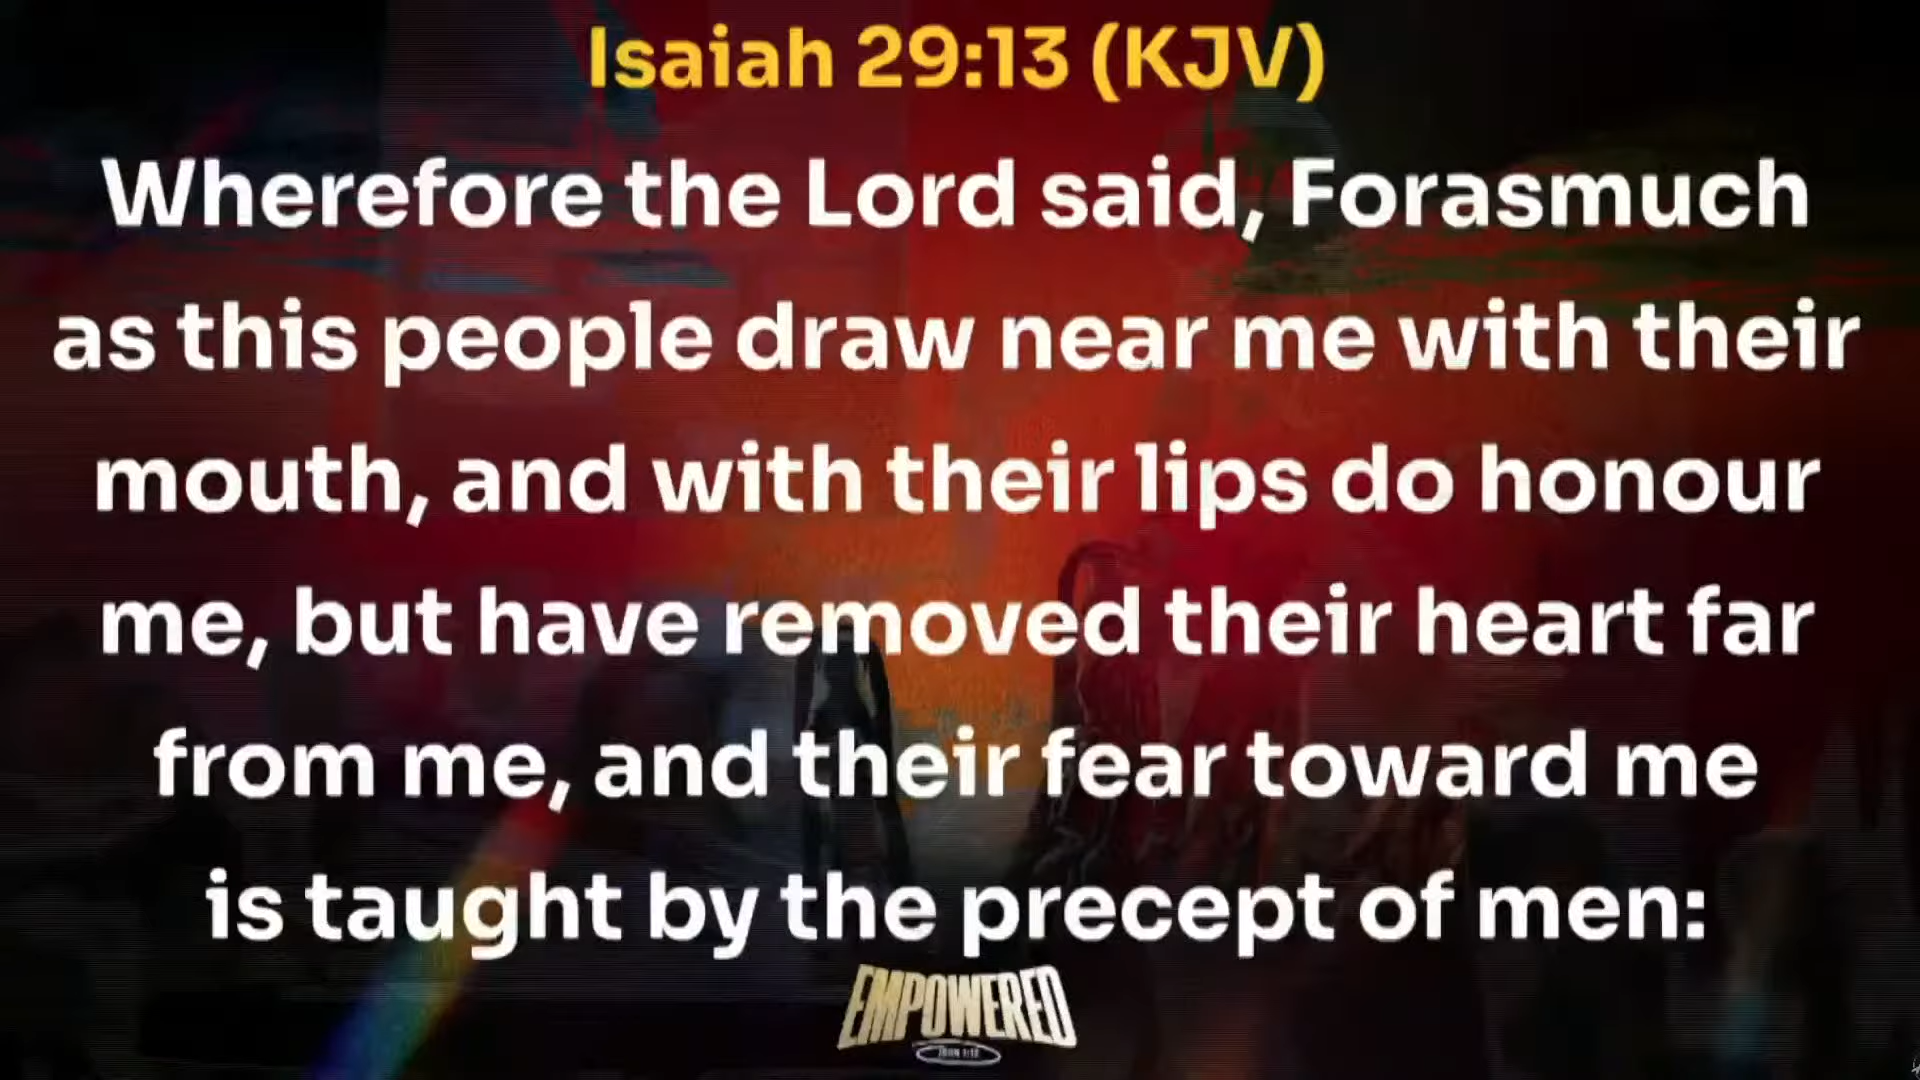 Isaiah 29:13 (KJV)
Wherefore the Lord said, Forasmuch
as this people draw near me with their
mouth, and with their lips do honour
me, but have removed their heart far
from me, and their fear toward me
is taught by the precept of men:
EMPOWERED